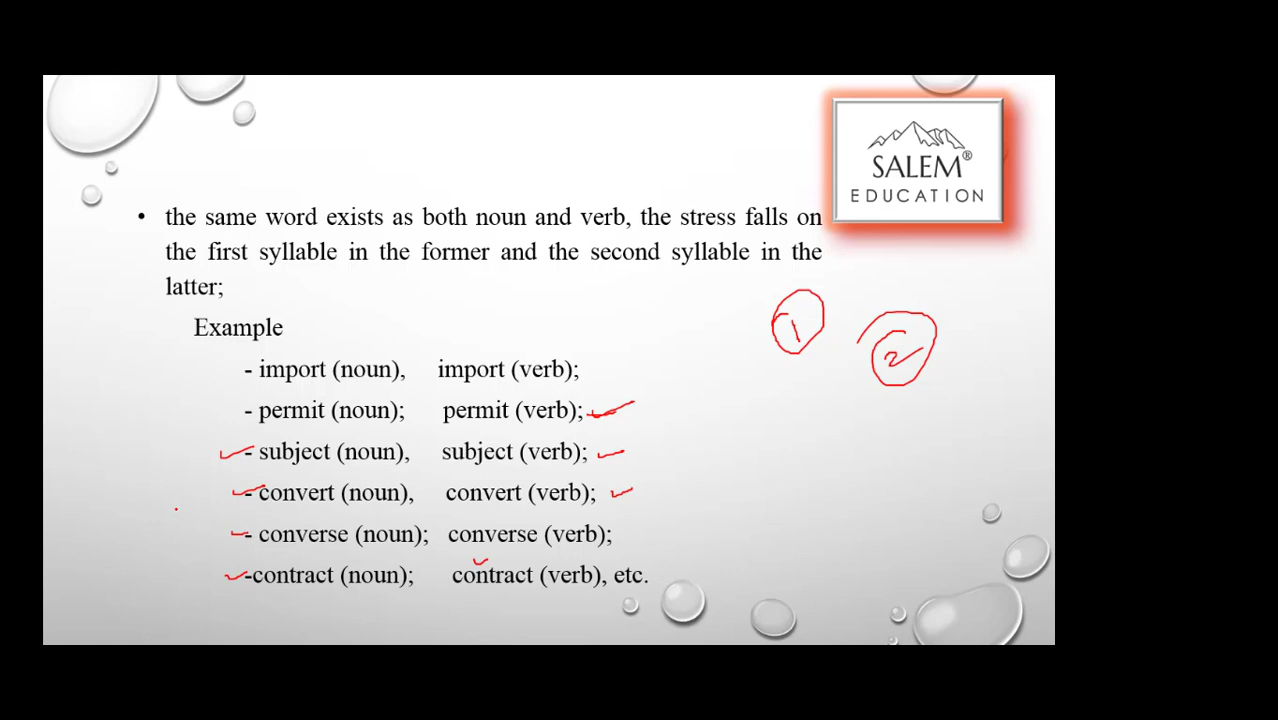 SALEM®
EDUCATION
• the same word exists as both noun and verb, the stress falls on
the first syllable in the former and the second syllable in the
latter;
Example
- import (noun), import (verb);
- permit (noun); permit (verb);
- subject (noun), subject (verb);
- convert (noun), convert (verb);
- converse (noun); converse (verb);
-contract (noun); contract (verb), etc.
1
2